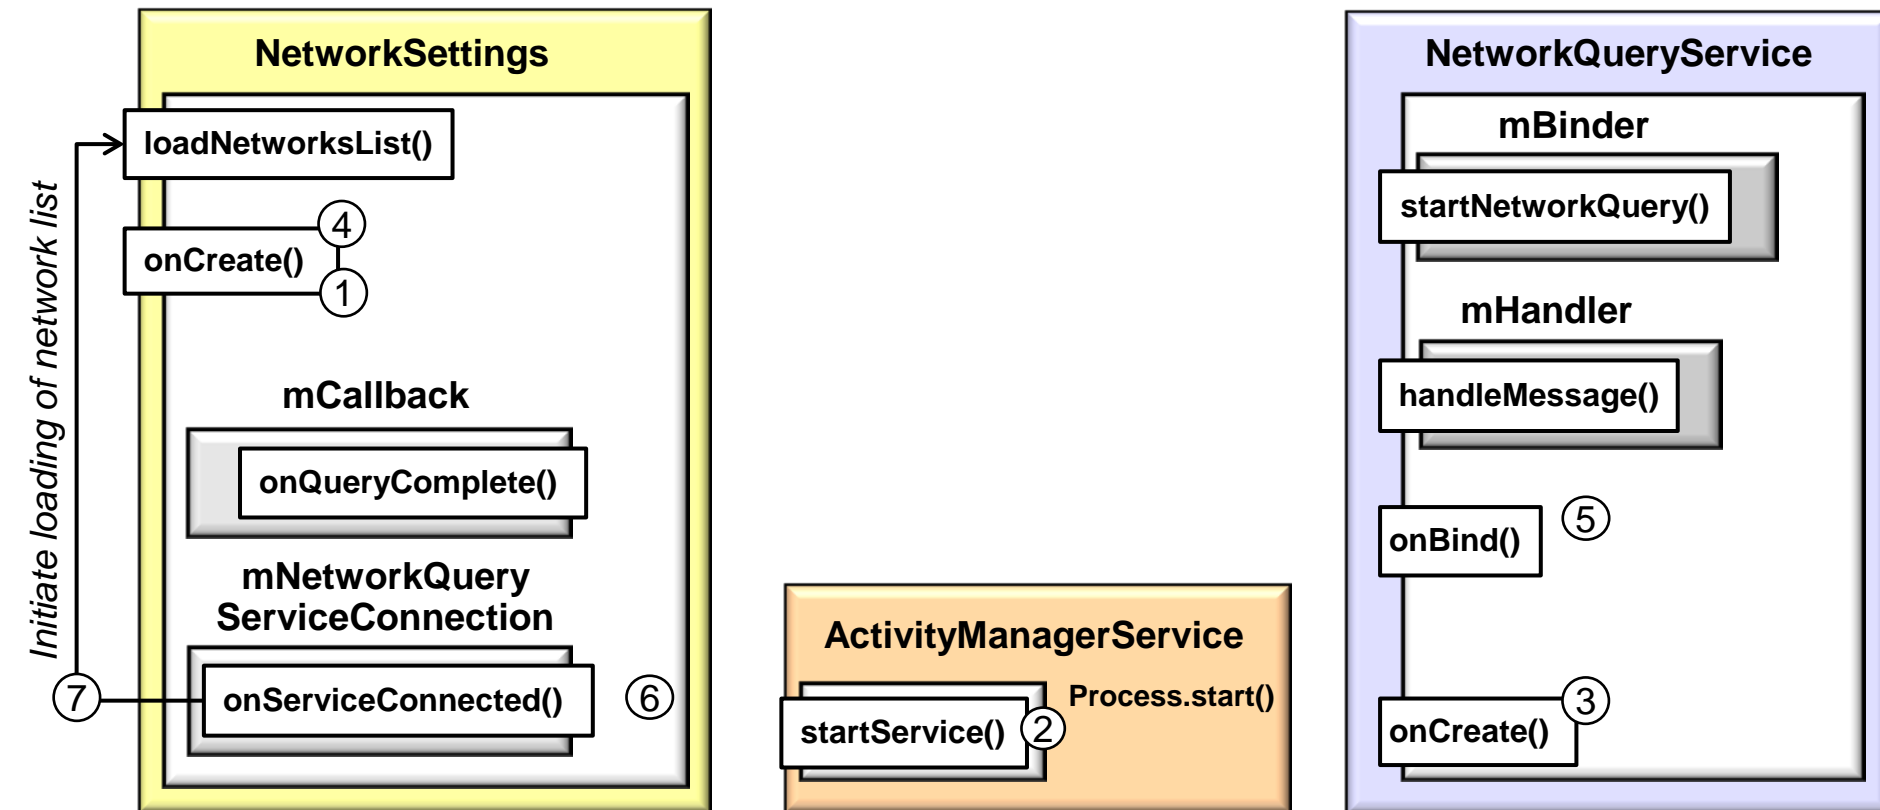 NetworkSettings
loadNetworksList()
4
onCreate()
1
mCallback
onQueryComplete()
mNetworkQuery
ServiceConnection
onServiceConnected()
6
7
Initiate loading of network list
ActivityManagerService
Process.start()
startService()
2
NetworkQueryService
mBinder
startNetworkQuery()
mHandler
handleMessage()
5
onBind()
3
onCreate()